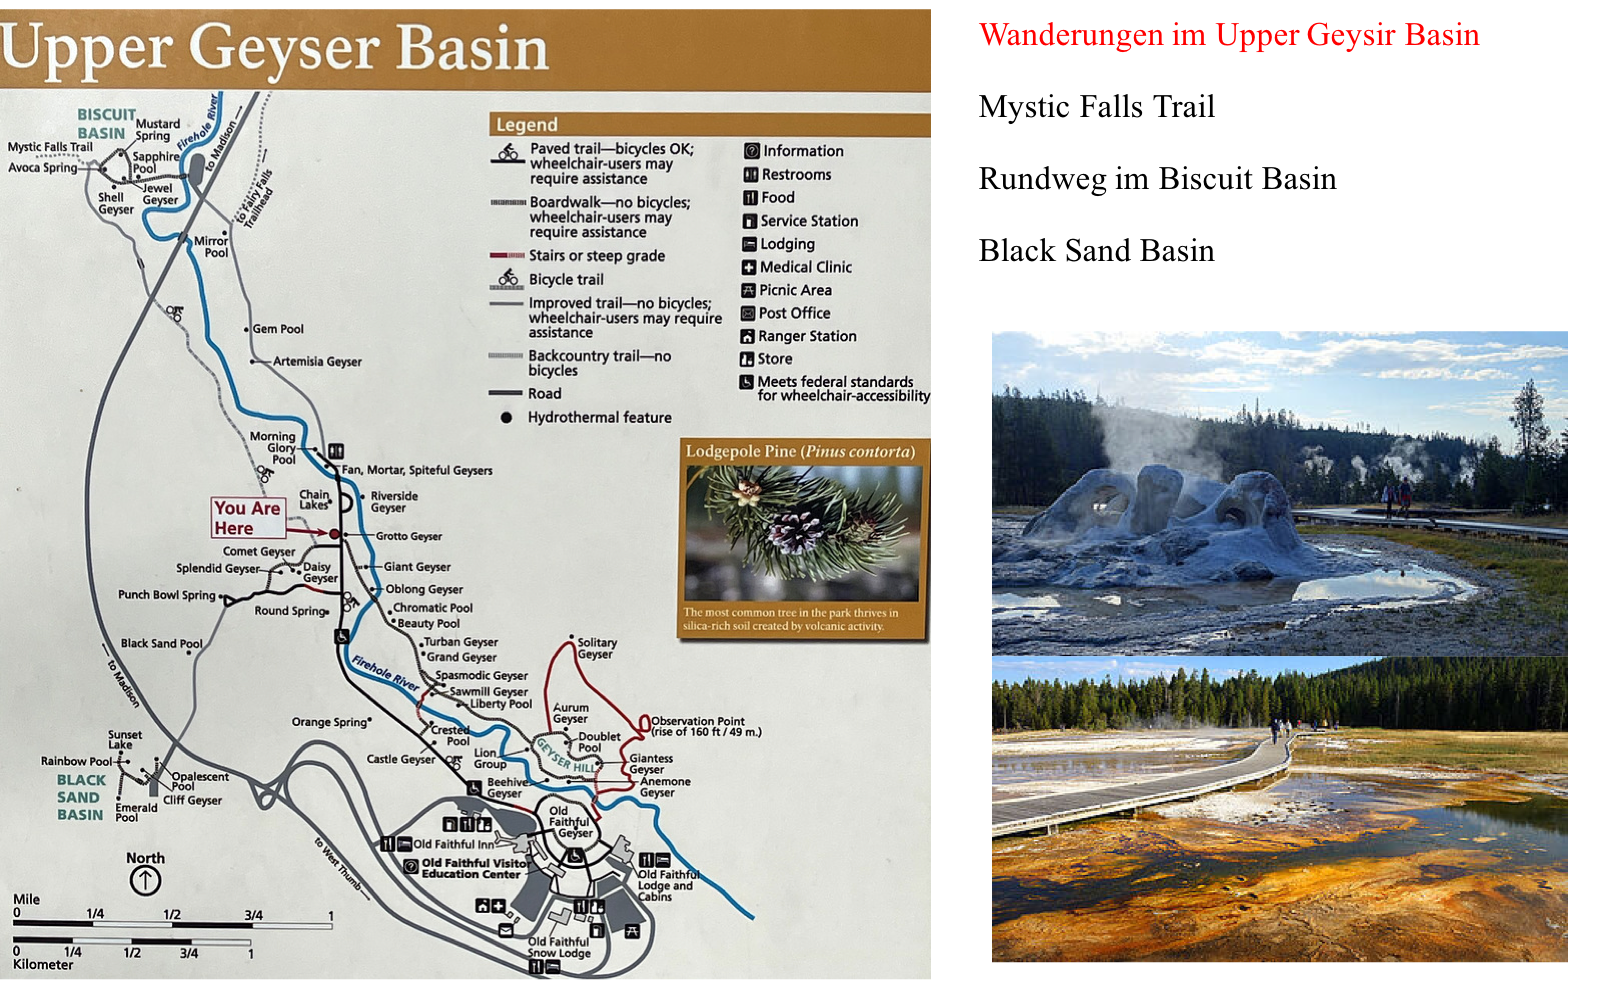 Upper Geyser Basin
Wanderungen im Upper Geysir Basin
Mystic Falls Trail
Rundweg im Biscuit Basin
Black Sand Basin
BISCUIT
BASIN
Mustard
Spring
Firehole River
to Madison
Mystic Falls Trail
Avoca Spring
Sapphire
Pool
Jewel
Geyser
Shell
Geyser
to Fairy Falls
Trailhead
Mirror
Pool
Gem Pool
Artemisia Geyser
Legend
Paved trail—bicycles OK;
wheelchair-users may
require assistance
Boardwalk—no bicycles;
wheelchair-users may
require assistance
Stairs or steep grade
Bicycle trail
Improved trail—no bicycles;
wheelchair-users may require
assistance
Backcountry trail—no
bicycles
Road
Hydrothermal feature
Information
Restrooms
Food
Service Station
Lodging
Medical Clinic
Picnic Area
Post Office
Ranger Station
Store
Meets federal standards
for wheelchair-accessibility
Morning
Glory
Pool
Fan, Mortar, Spiteful Geysers
Chain
Lakes
Riverside
Geyser
You Are
Here
Grotto Geyser
Comet Geyser
Splendid Geyser
Daisy
Geyser
Giant Geyser
Punch Bowl Spring
Oblong Geyser
Round Spring
Chromatic Pool
Beauty Pool
Black Sand Pool
Turban Geyser
Grand Geyser
Firehole River
Spasmodic Geyser
Sawmill Geyser
Liberty Pool
Solitary
Geyser
to Madison
Orange Spring
Crested
Pool
Castle Geyser
Lion
Group
Aurum
Geyser
Doublet
Pool
GEYSER HILL
Observation Point
(rise of 160 ft / 49 m.)
Giantess
Geyser
Anemone
Geyser
Beehive
Geyser
Sunset
Lake
Rainbow Pool
BLACK
SAND
BASIN
Opalescent
Pool
Cliff Geyser
Emerald
Pool
Old
Faithful
Geyser
Old Faithful Inn
Old Faithful Visitor
Education Center
Old Faithful
Lodge and
Cabins
Old Faithful
Snow Lodge
to West Thumb
North
Mile
0 1/4 1/2 3/4 1
0 1/4 1/2 3/4 1
Kilometer
Lodgepole Pine (Pinus contorta)
The most common tree in the park thrives in
silica-rich soil created by volcanic activity.